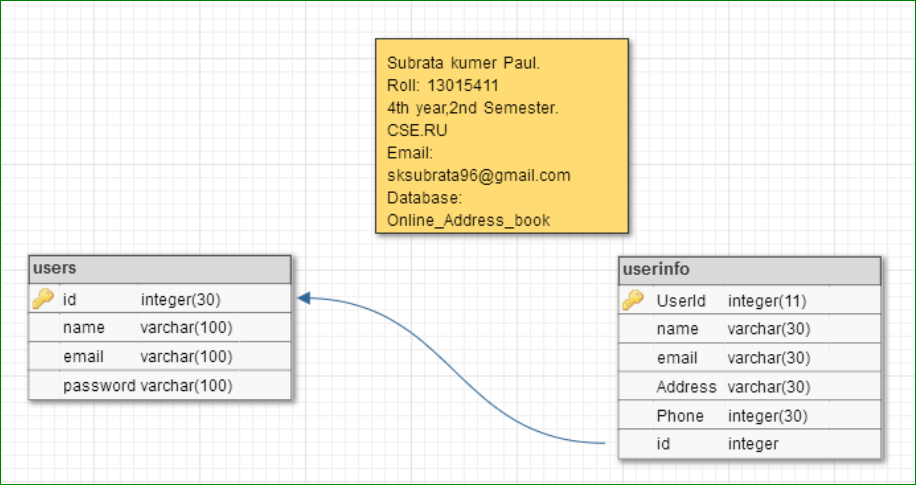 Subrata kumer Paul.
Roll: 13015411
4th year,2nd Semester.
CSE.RU
Email:
sksubrata96@gmail.com
Database:
Online_Address_book
users
id integer(30)
name varchar(100)
email varchar(100)
password varchar(100)
userinfo
UserId integer(11)
name varchar(30)
email varchar(30)
Address varchar(30)
Phone integer(30)
id integer